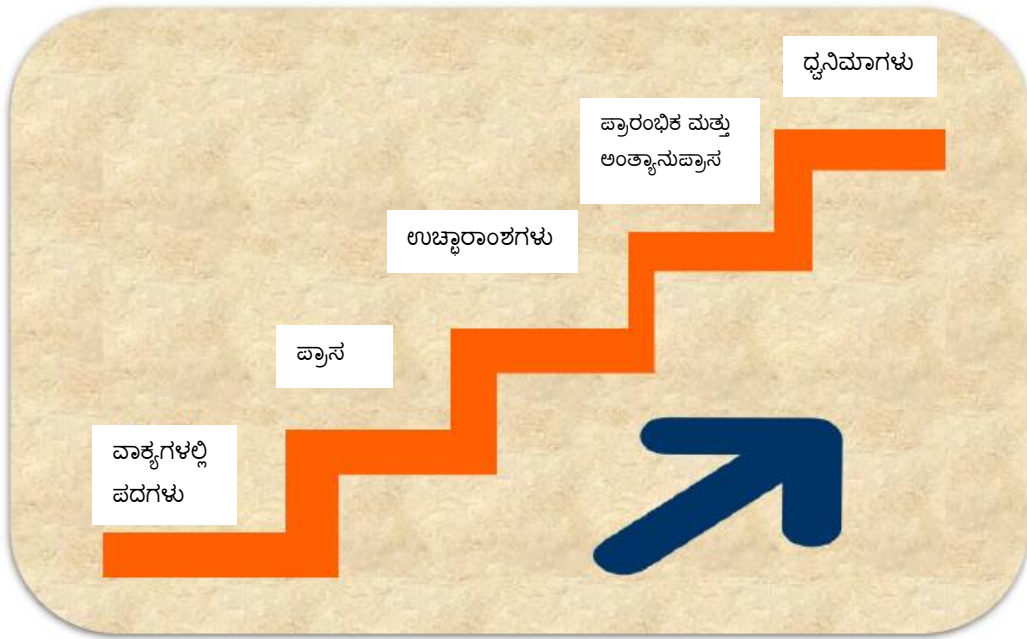 ಧ್ವನಿಮಾಗಳು
ಪ್ರಾರಂಭಿಕ ಮತ್ತು
ಅಂತ್ಯಾನುಪ್ರಾಸ
ಉಚ್ಛಾರಾಂಶಗಳು
ಪ್ರಾಸ
ವಾಕ್ಯಗಳಲ್ಲಿ
ಪದಗಳು